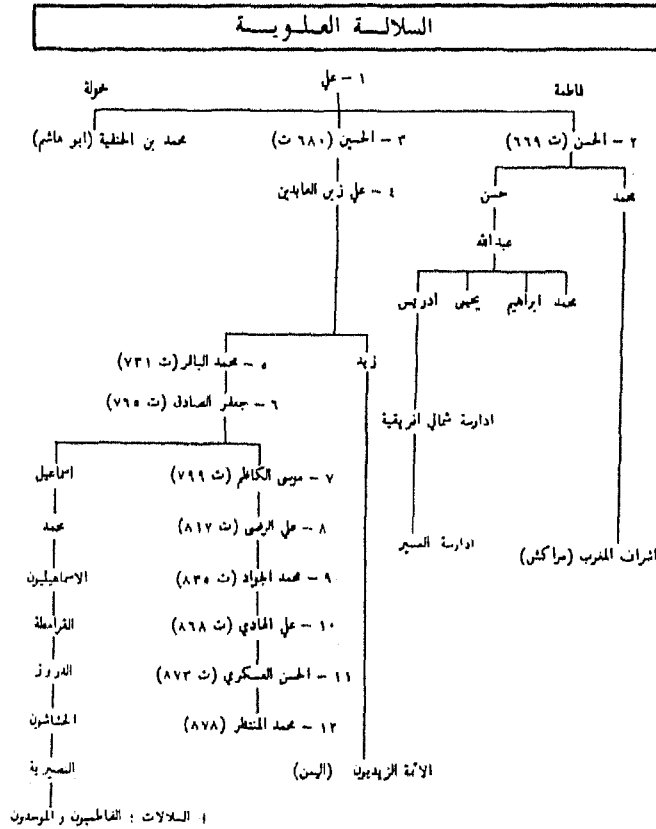 السلالة العلوية
١ - علي
فاطمة
خولة
٢ - الحسن (ت ٦٦٩)
٣ - الحسين (٦٨٠ ت)
محمد بن الحنفية (ابو هاشم)
٤ - علي زين العابدين
محمد
حسن
عبدالله
محمد
ابراهيم
يحيى
ادريس
زيد
٥ - محمد الباقر (ت ٧٣١)
٦ - جعفر الصادق (ت ٧٦٥)
ادارسة شمالي افريقية
٧ - موسى الكاظم (ت ٧٩٩)
اسماعيل
٨ - علي الرضى (ت ٨١٧)
محمد
ادارسة العسير
اشراف المغرب (مراكش)
٩ - محمد الجواد (ت ٨٣٥)
الاسماعيليون
١٠ - علي الهادي (ت ٨٦٨)
القرامطة
١١ - الحسن العسكري (ت ٨٧٣)
الدروز
١٢ - محمد المنتظر (٨٧٨)
الحشاشون
الائمة الزيديون (اليمن)
النصيرية
السلالات : الفاطميون و الموحدون